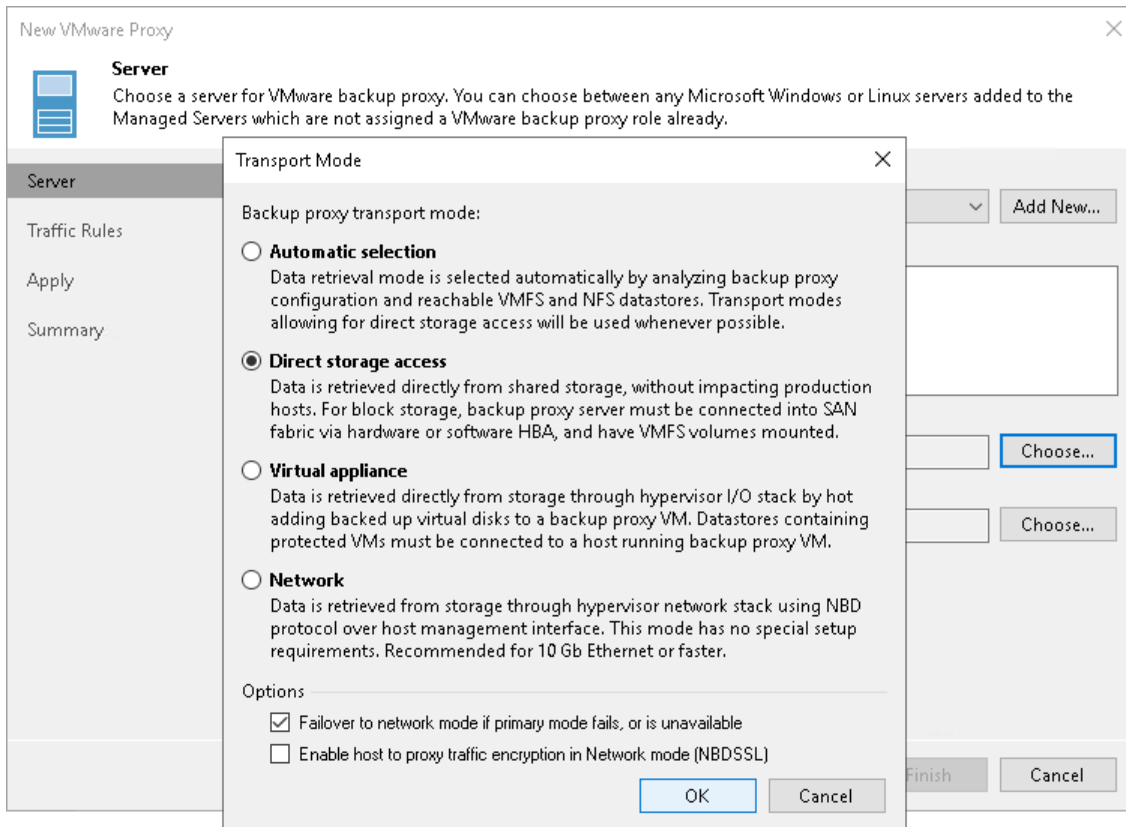 New VMware Proxy
Server
Choose a server for VMware backup proxy. You can choose between any Microsoft Windows or Linux servers added to the
Managed Servers which are not assigned a VMware backup proxy role already.
Server
Traffic Rules
Apply
Summary
Add New...
Choose...
Choose...
Finish
Cancel
Transport Mode
Backup proxy transport mode:
Automatic selection
Data retrieval mode is selected automatically by analyzing backup proxy
configuration and reachable VMFS and NFS datastores. Transport modes
allowing for direct storage access will be used whenever possible.
Direct storage access
Data is retrieved directly from shared storage, without impacting production
hosts. For block storage, backup proxy server must be connected into SAN
fabric via hardware or software HBA, and have VMFS volumes mounted.
Virtual appliance
Data is retrieved directly from storage through hypervisor I/O stack by hot
adding backed up virtual disks to a backup proxy VM. Datastores containing
protected VMs must be connected to a host running backup proxy VM.
Network
Data is retrieved from storage through hypervisor network stack using NBD
protocol over host management interface. This mode has no special setup
requirements. Recommended for 10 Gb Ethernet or faster.
Options
Failover to network mode if primary mode fails, or is unavailable
Enable host to proxy traffic encryption in Network mode (NBDSSL)
OK
Cancel